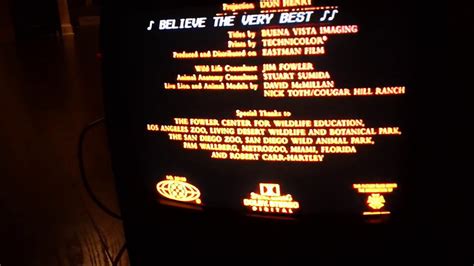 Projection DON HENRY
♪ BELIEVE THE VERY BEST ♪♪
Titles by BUENA VISTA IMAGING
Prints by TECHNICOLOR®
Produced and Distributed on EASTMAN FILM
Wild Life Consultant JIM FOWLER
Animal Anatomy Consultant STUART SUMIDA
Live Lion and Animal Models by DAVID McMILLAN
NICK TOTH/COUGAR HILL RANCH
Special Thanks to
THE FOWLER CENTER FOR WILDLIFE EDUCATION,
LOS ANGELES ZOO, LIVING DESERT WILDLIFE AND BOTANICAL PARK,
THE SAN DIEGO ZOO, SAN DIEGO WILD ANIMAL PARK,
PAM WALLBERG, METROZOO, MIAMI, FLORIDA
AND ROBERT CARR-HARTLEY
DOLBY STEREO
DIGITAL